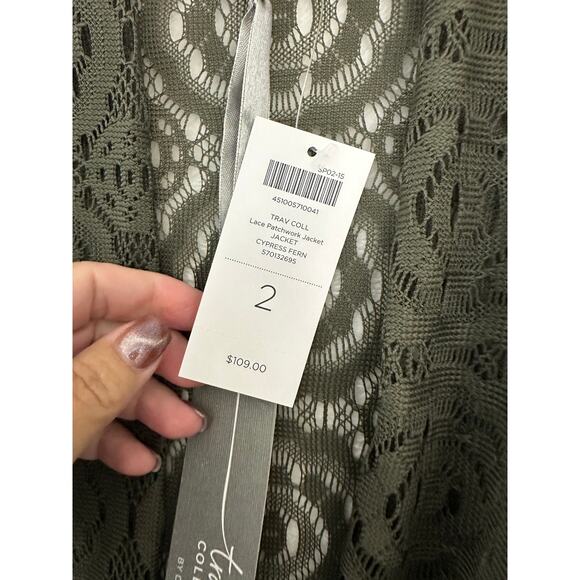 SP02-15
451005710041
TRAV COLL
Lace Patchwork Jacket
JACKET
CYPRESS FERN
570132695
2
$109.00